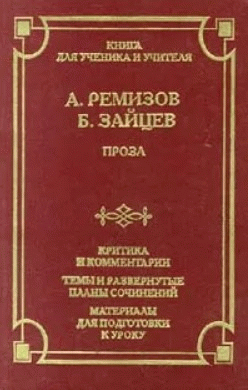 КНИГА
ДЛЯ УЧЕНИКА И УЧИТЕЛЯ
А. РЕМИЗОВ
Б. ЗАЙЦЕВ
ПРОЗА
КРИТИКА
И КОММЕНТАРИИ
ТЕМЫ И РАЗВЕРНУТЫЕ
ПЛАНЫ СОЧИНЕНИЙ
МАТЕРИАЛЫ
ДЛЯ ПОДГОТОВКИ
К УРОКУ